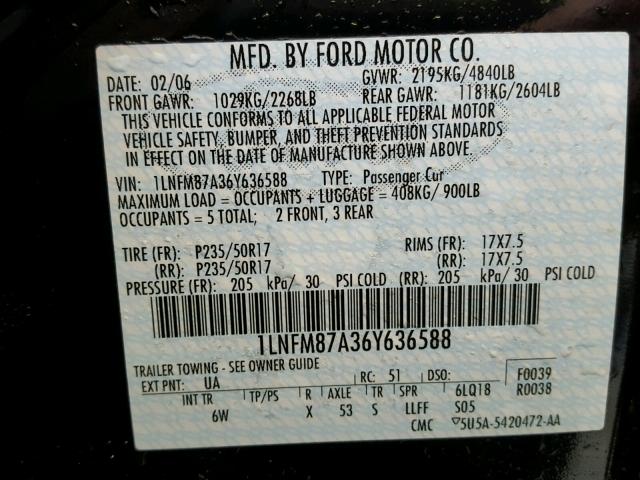 MFD. BY FORD MOTOR CO.
DATE: 02/06 GVWR: 2195KG/4840LB
FRONT GAWR: 1029KG/2268LB REAR GAWR: 1181KG/2604LB
THIS VEHICLE CONFORMS TO ALL APPLICABLE FEDERAL MOTOR
VEHICLE SAFETY, BUMPER, AND THEFT PREVENTION STANDARDS
IN EFFECT ON THE DATE OF MANUFACTURE SHOWN ABOVE.
VIN: 1LNFM87A36Y636588 TYPE: Passenger Car
MAXIMUM LOAD = OCCUPANTS + LUGGAGE = 408KG/ 900LB
OCCUPANTS = 5 TOTAL; 2 FRONT, 3 REAR
TIRE (FR): P235/50R17 RIMS (FR): 17X7.5
(RR): P235/50R17 (RR): 17X7.5
PRESSURE (FR): 205 kPa/ 30 PSI COLD (RR): 205 kPa/ 30 PSI COLD
1LNFM87A36Y636588
TRAILER TOWING - SEE OWNER GUIDE
EXT PNT: UA RC: 51 DSO: F0039
INT TR TP/PS R AXLE TR SPR 6LQ18 R0038
6W X 53 S LLFF S05
CMC ▽5U5A-5420472-AA